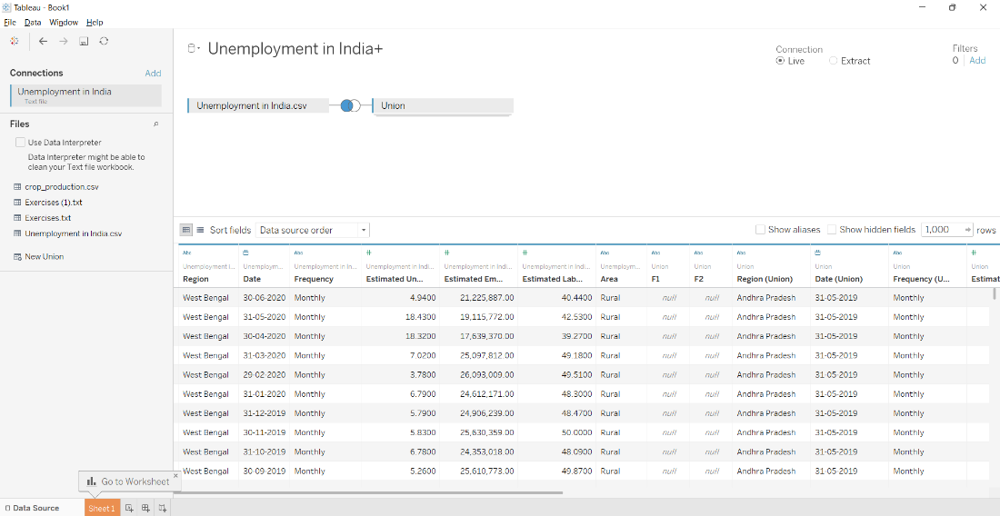 Tableau - Book1
File Data Window Help
Connections Add
Unemployment in India
Text file
Files
Use Data Interpreter
Data Interpreter might be able to
clean your Text file workbook.
crop_production.csv
Exercises (1).txt
Exercises.txt
Unemployment in India.csv
New Union
Unemployment in India+
Connection
Live Extract
Filters
0 Add
Unemployment in India.csv Union
Sort fields Data source order Show aliases Show hidden fields 1,000 rows
Abc Abc # # # Abc Abc Abc Abc Abc #
Unemployment i... Unemploym... Unemployment in In... Unemployment in Indi... Unemployment in Indi... Unemployment in Indi... Unemploym... Union Union Union Union Union Union
Region Date Frequency Estimated Un... Estimated Em... Estimated Lab... Area F1 F2 Region (Union) Date (Union) Frequency (U... Estimat
West Bengal 30-06-2020 Monthly 4.9400 21,225,887.00 40.4400 Rural null null Andhra Pradesh 31-05-2019 Monthly
West Bengal 31-05-2020 Monthly 18.4300 19,115,772.00 42.5300 Rural null null Andhra Pradesh 31-05-2019 Monthly
West Bengal 30-04-2020 Monthly 18.3200 17,639,370.00 39.2700 Rural null null Andhra Pradesh 31-05-2019 Monthly
West Bengal 31-03-2020 Monthly 7.0200 25,097,812.00 49.1800 Rural null null Andhra Pradesh 31-05-2019 Monthly
West Bengal 29-02-2020 Monthly 3.7800 26,093,009.00 49.5100 Rural null null Andhra Pradesh 31-05-2019 Monthly
West Bengal 31-01-2020 Monthly 6.7900 24,612,171.00 48.3000 Rural null null Andhra Pradesh 31-05-2019 Monthly
West Bengal 31-12-2019 Monthly 5.7900 24,906,239.00 48.4700 Rural null null Andhra Pradesh 31-05-2019 Monthly
West Bengal 30-11-2019 Monthly 5.8300 25,630,359.00 50.0000 Rural null null Andhra Pradesh 31-05-2019 Monthly
West Bengal 31-10-2019 Monthly 6.7800 24,353,018.00 48.0900 Rural null null Andhra Pradesh 31-05-2019 Monthly
West Bengal 30-09-2019 Monthly 5.2600 25,610,773.00 49.8700 Rural null null Andhra Pradesh 31-05-2019 Monthly
Go to Worksheet
Data Source Sheet 1